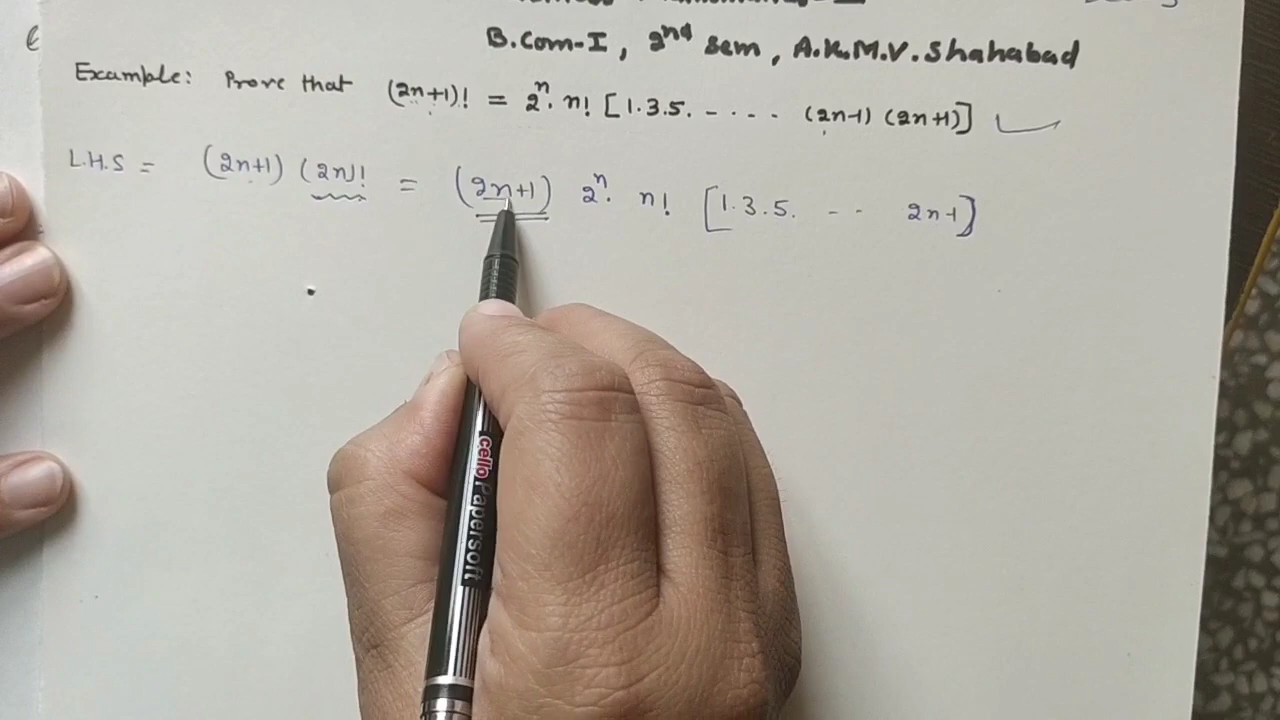 B.Com-I, 2nd Sem, A.K.M.V. Shahabad
Example: Prove that (2n+1)! = 2ⁿ. n! [1.3.5. - - - - (2n-1) (2n+1)]
L.H.S = (2n+1) (2n)! = (2n+1) 2ⁿ. n! [1.3.5. - - 2n-1]
cello Papersoft